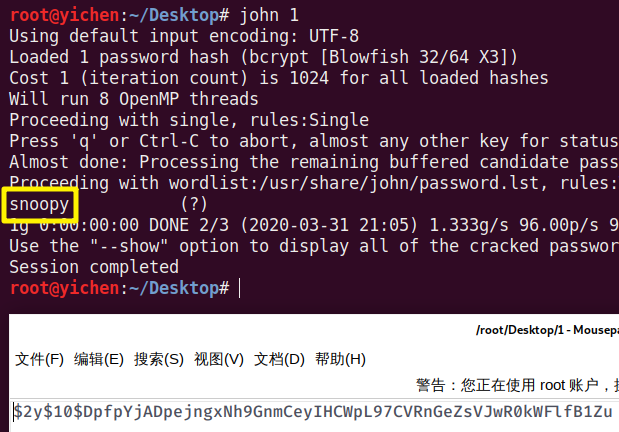 root@yichen:~/Desktop# john 1
Using default input encoding: UTF-8
Loaded 1 password hash (bcrypt [Blowfish 32/64 X3])
Cost 1 (iteration count) is 1024 for all loaded hashes
Will run 8 OpenMP threads
Proceeding with single, rules:Single
Press 'q' or Ctrl-C to abort, almost any other key for status
Almost done: Processing the remaining buffered candidate pass
Proceeding with wordlist:/usr/share/john/password.lst, rules:
snoopy (?)
1g 0:00:00:00 DONE 2/3 (2020-03-31 21:05) 1.333g/s 96.00p/s 9
Use the "--show" option to display all of the cracked passwor
Session completed
root@yichen:~/Desktop#
/root/Desktop/1 - Mousepa
文件(F) 编辑(E) 搜索(S) 视图(V) 文档(D) 帮助(H)
警告：您正在使用 root 账户，
$2y$10$DpfpYjADpejngxNh9GnmCeyIHCWpL97CVRnGeZsVJwR0kWFlfB1Zu